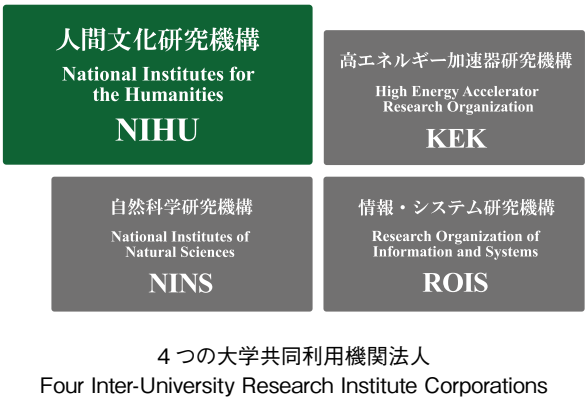 人間文化研究機構
National Institutes for
the Humanities
NIHU
高エネルギー加速器研究機構
High Energy Accelerator
Research Organization
KEK
自然科学研究機構
National Institutes of
Natural Sciences
NINS
情報・システム研究機構
Research Organization of
Information and Systems
ROIS
４つの大学共同利用機関法人
Four Inter-University Research Institute Corporations